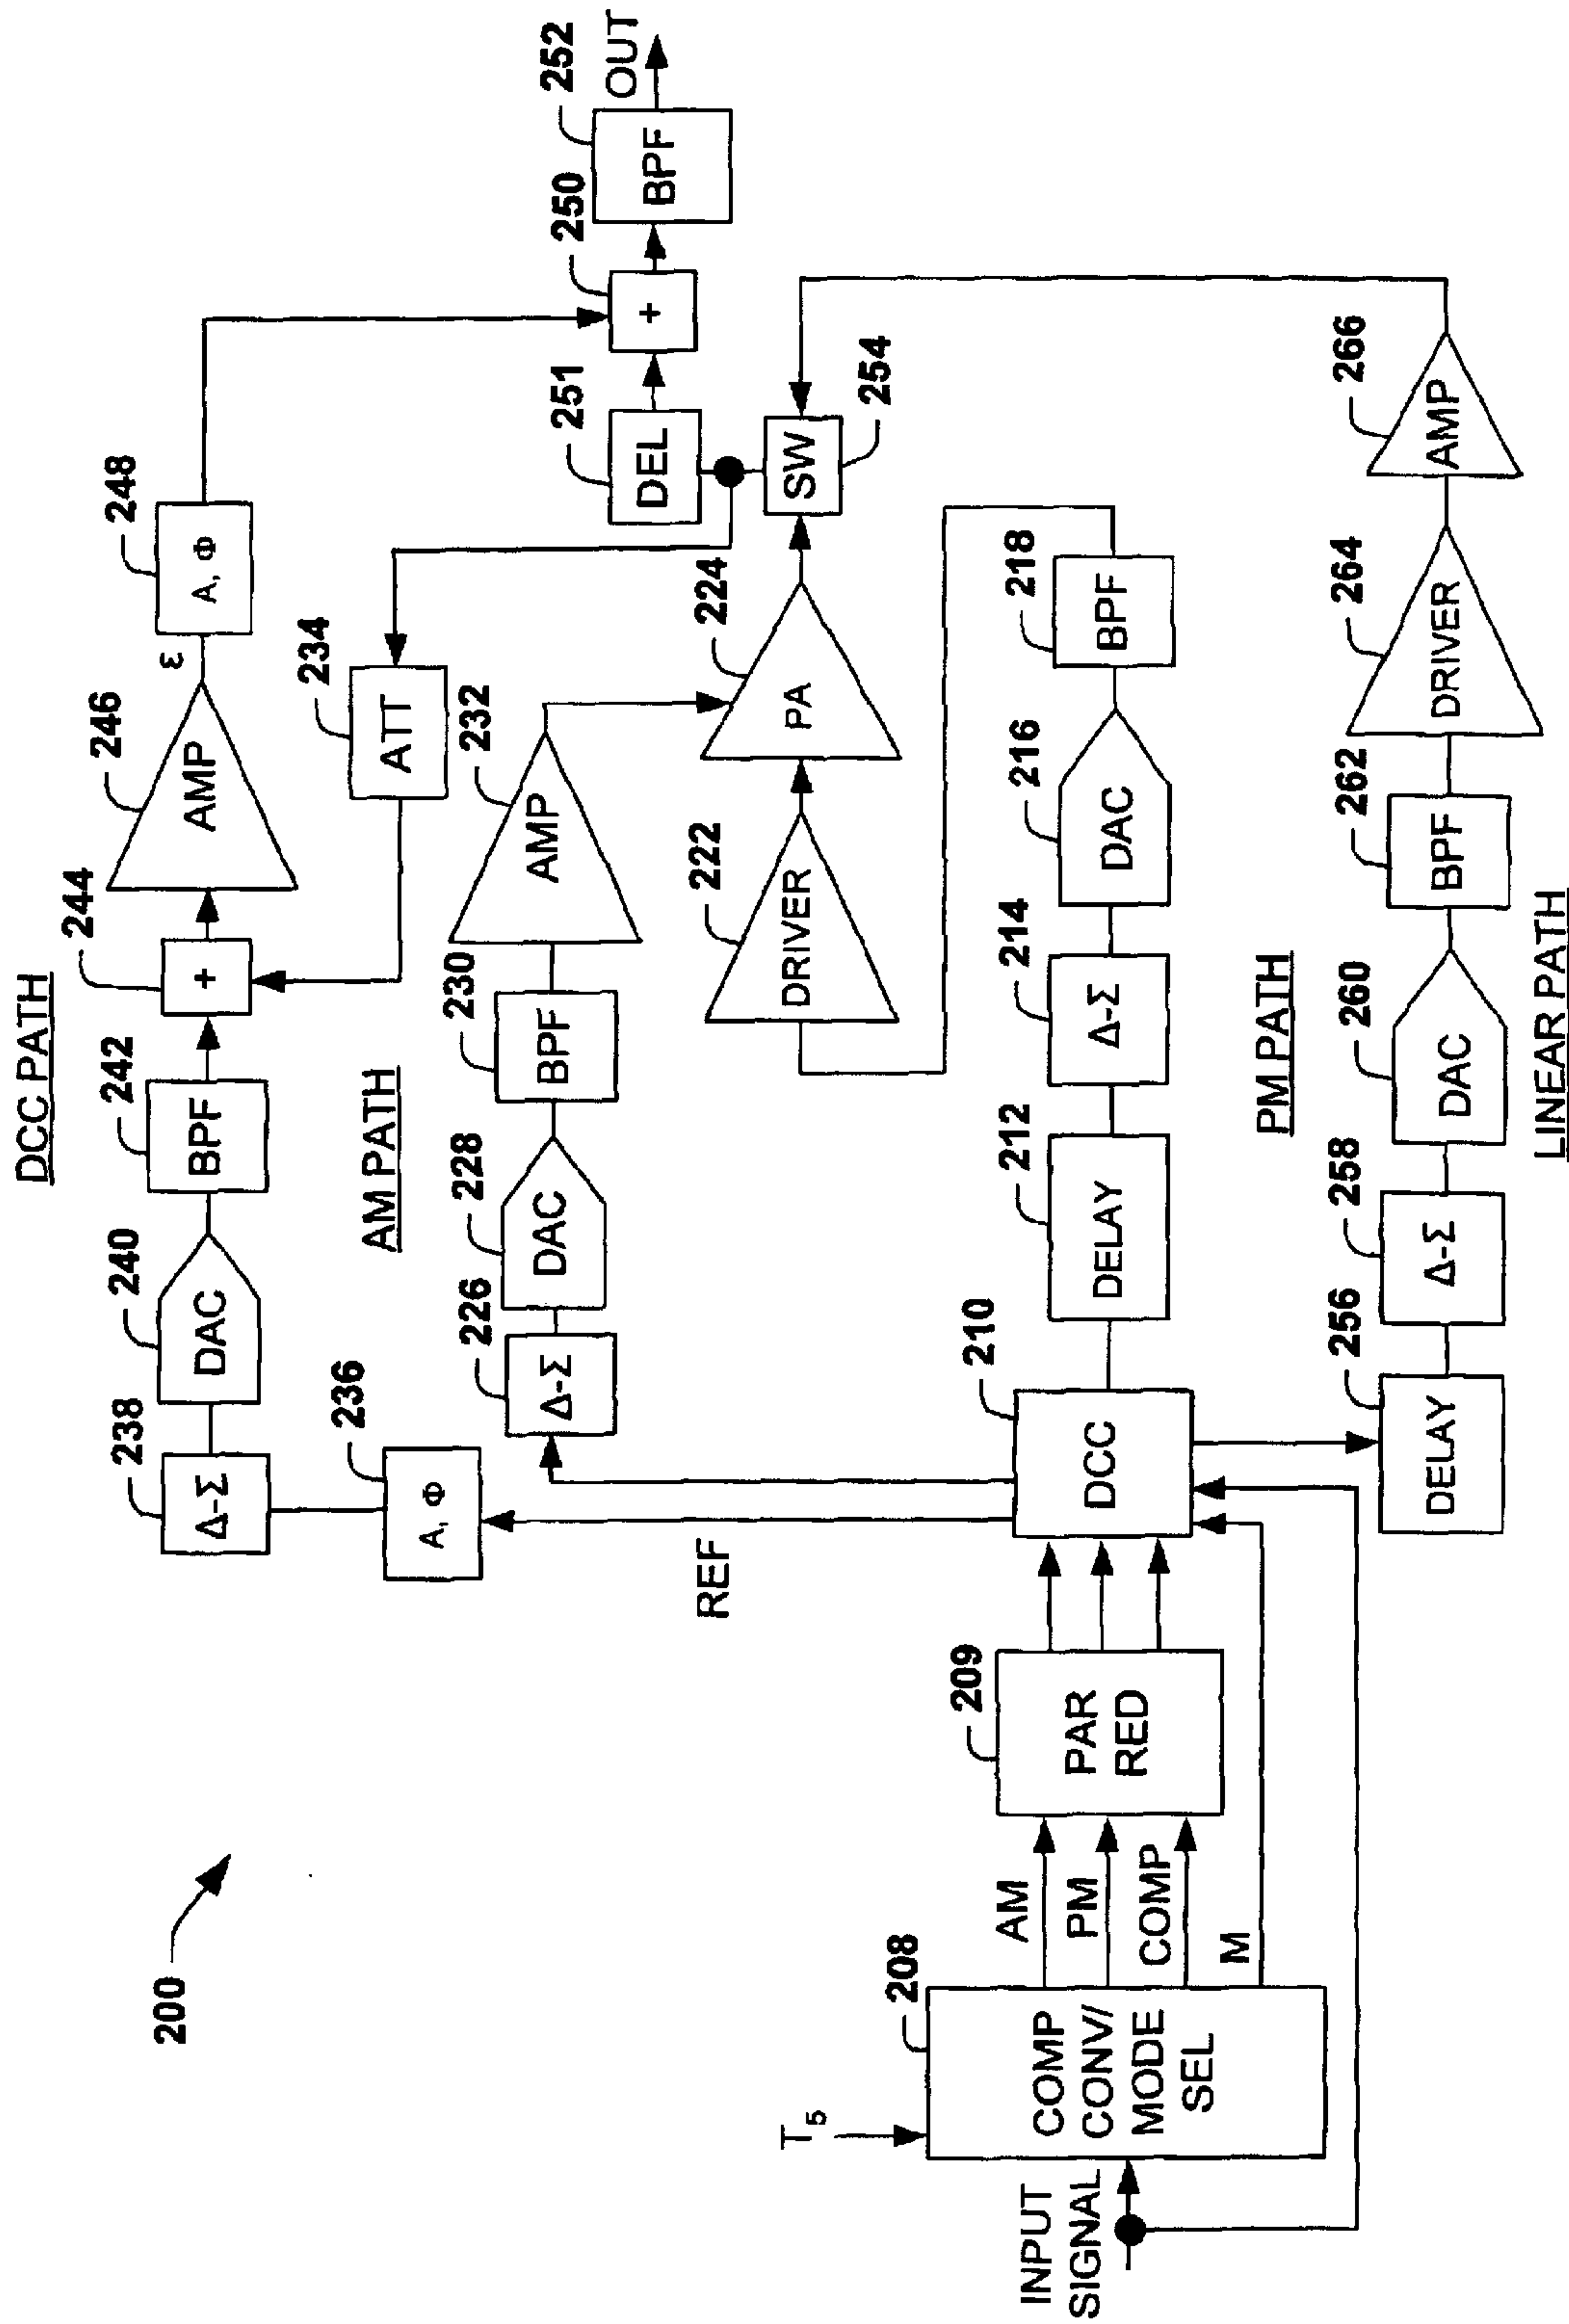 200
DCC PATH
238
Δ-Σ
240
DAC
242
BPF
244
+
246
AMP
ε
248
A, Φ
236
A, Φ
REF
AM PATH
226
Δ-Σ
228
DAC
230
BPF
232
AMP
234
ATT
251
DEL
250
+
252
BPF
OUT
222
DRIVER
224
PA
SW
254
INPUT
SIGNAL
T5
208
COMP
CONV/
MODE
SEL
AM
PM
COMP
M
209
PAR
RED
210
DCC
212
DELAY
214
Δ-Σ
216
DAC
218
BPF
PM PATH
256
DELAY
258
Δ-Σ
260
DAC
262
BPF
264
DRIVER
266
AMP
LINEAR PATH